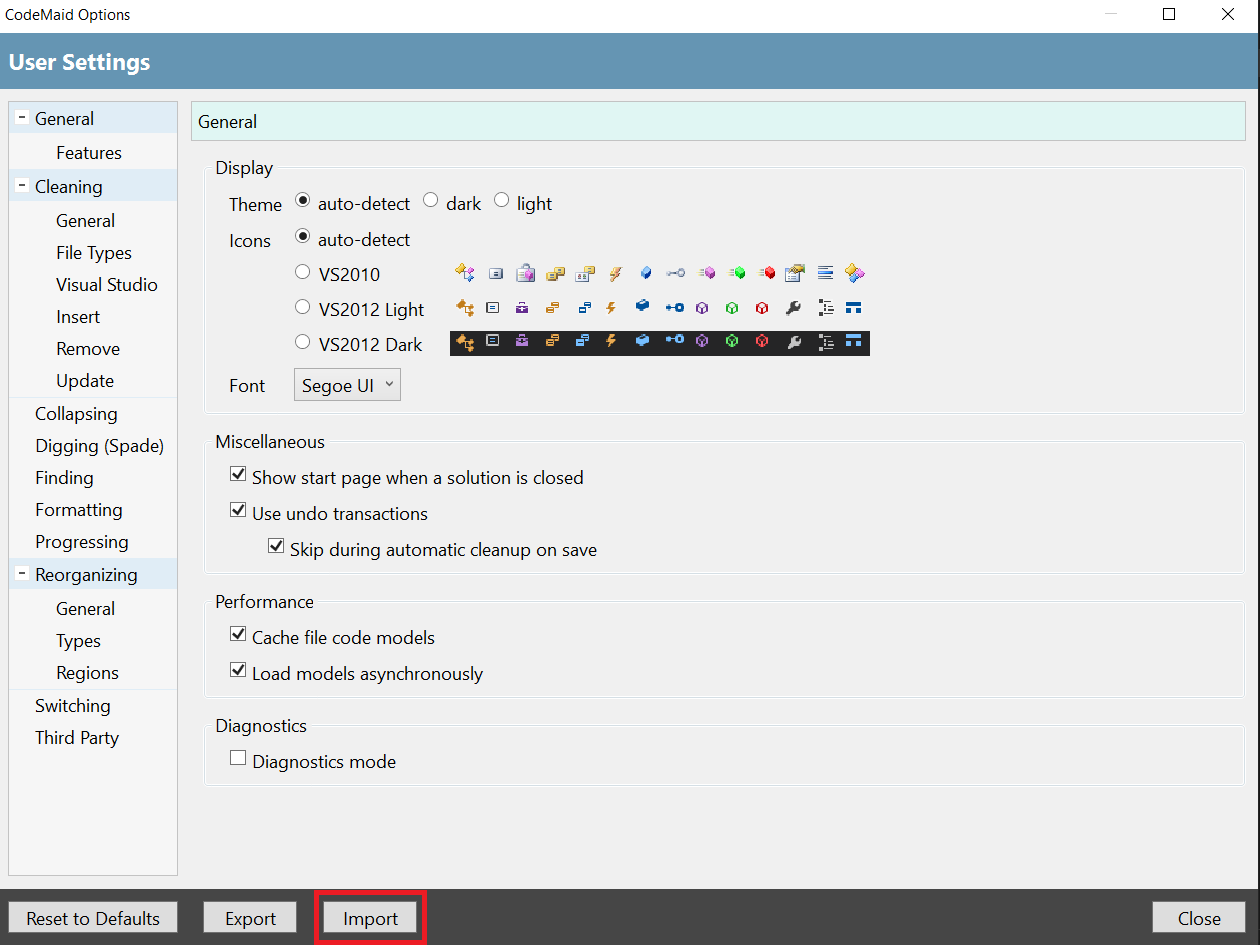 CodeMaid Options
User Settings
General
Features
Cleaning
General
File Types
Visual Studio
Insert
Remove
Update
Collapsing
Digging (Spade)
Finding
Formatting
Progressing
Reorganizing
General
Types
Regions
Switching
Third Party
General
Display
Theme auto-detect dark light
Icons auto-detect
VS2010
VS2012 Light
VS2012 Dark
Font Segoe UI
Miscellaneous
Show start page when a solution is closed
Use undo transactions
Skip during automatic cleanup on save
Performance
Cache file code models
Load models asynchronously
Diagnostics
Diagnostics mode
Reset to Defaults Export Import Close